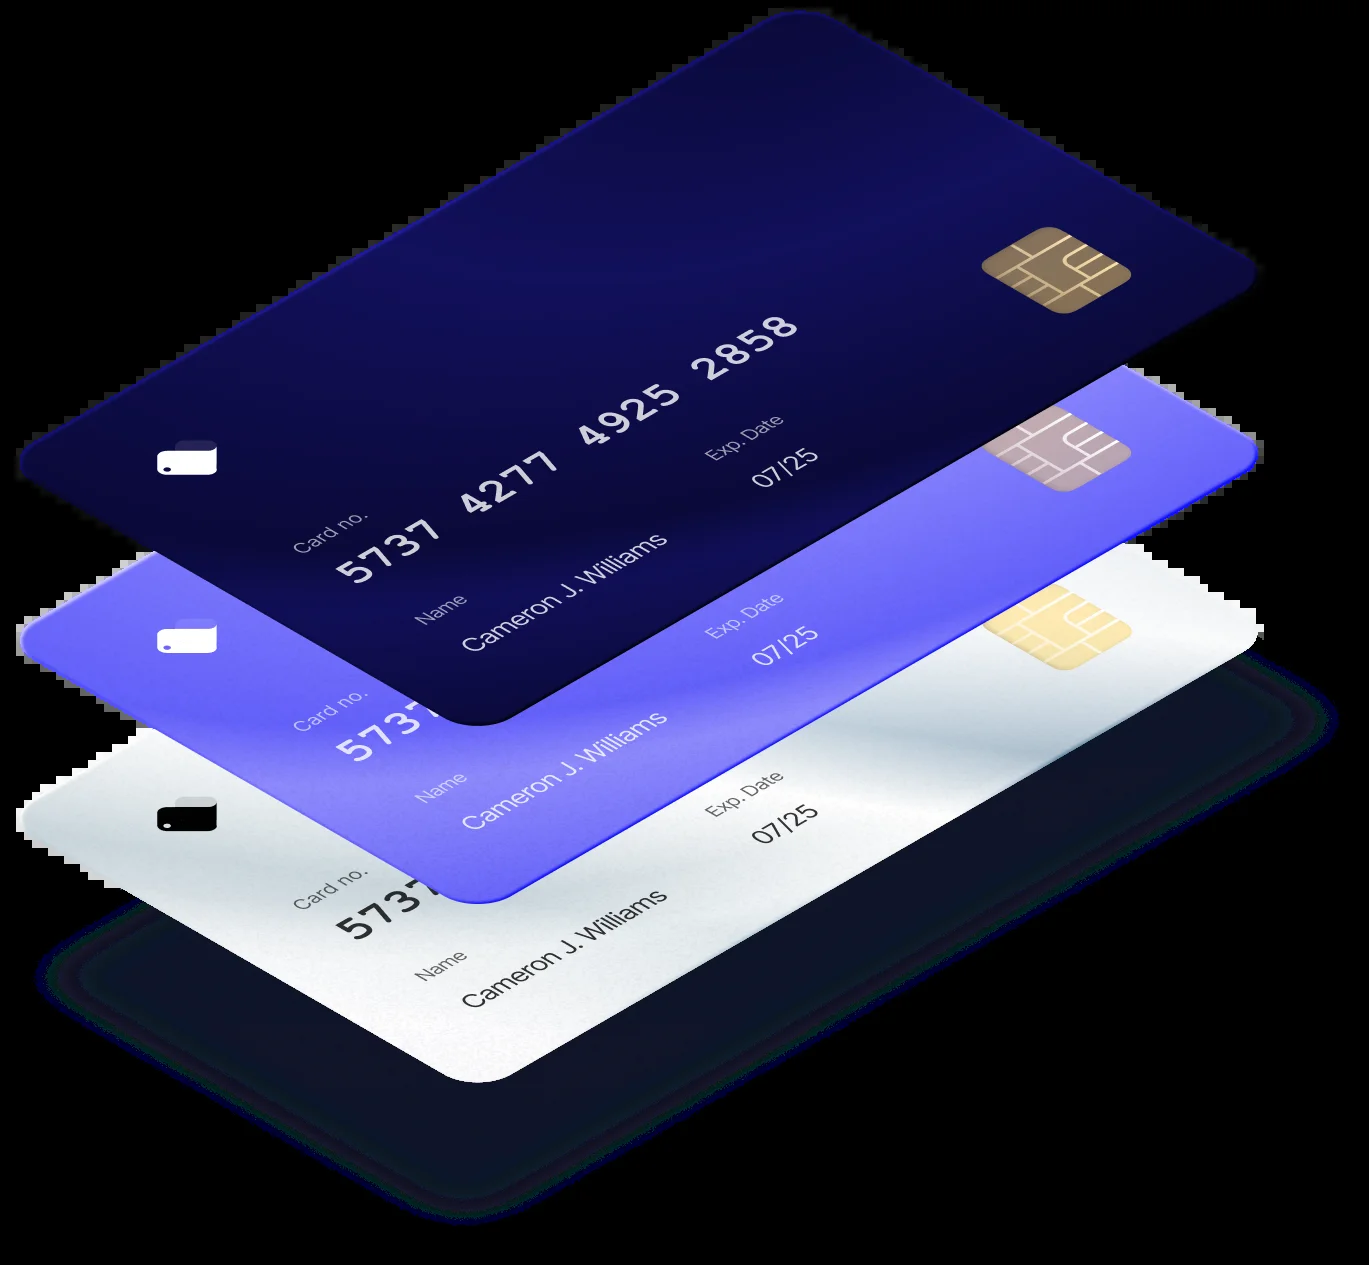 Card no.
5737 4277 4925 2858
Name
Cameron J. Williams
Exp. Date
07/25
Card no.
5737
Name
Cameron J. Williams
Exp. Date
07/25
Card no.
5737
Name
Cameron J. Williams
Exp. Date
07/25